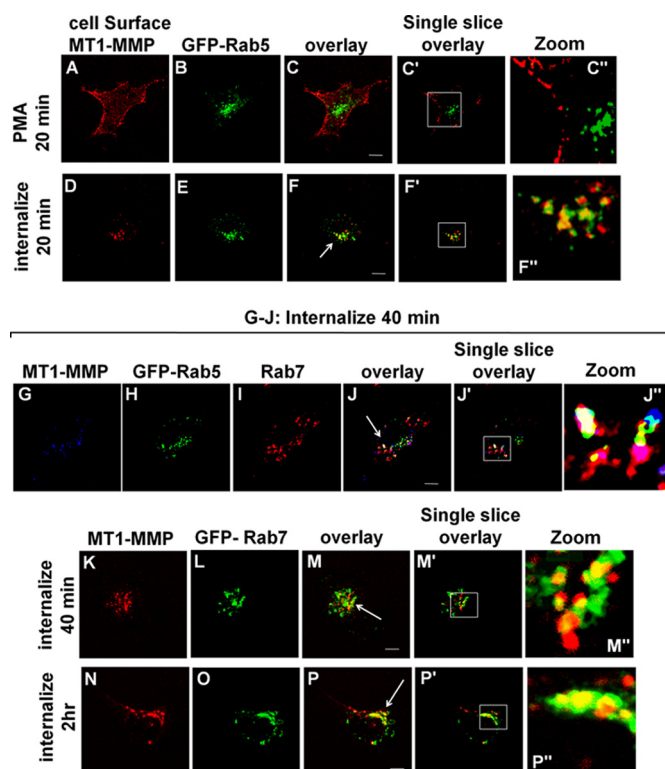 cell Surface
MT1-MMP GFP-Rab5 overlay Single slice overlay Zoom
PMA 20 min
A B C C' C"
internalize 20 min
D E F F' F"
G-J: Internalize 40 min
MT1-MMP GFP-Rab5 Rab7 overlay Single slice overlay Zoom
G H I J J' J"
MT1-MMP GFP- Rab7 overlay Single slice overlay Zoom
internalize 40 min
K L M M' M"
internalize 2hr
N O P P' P"